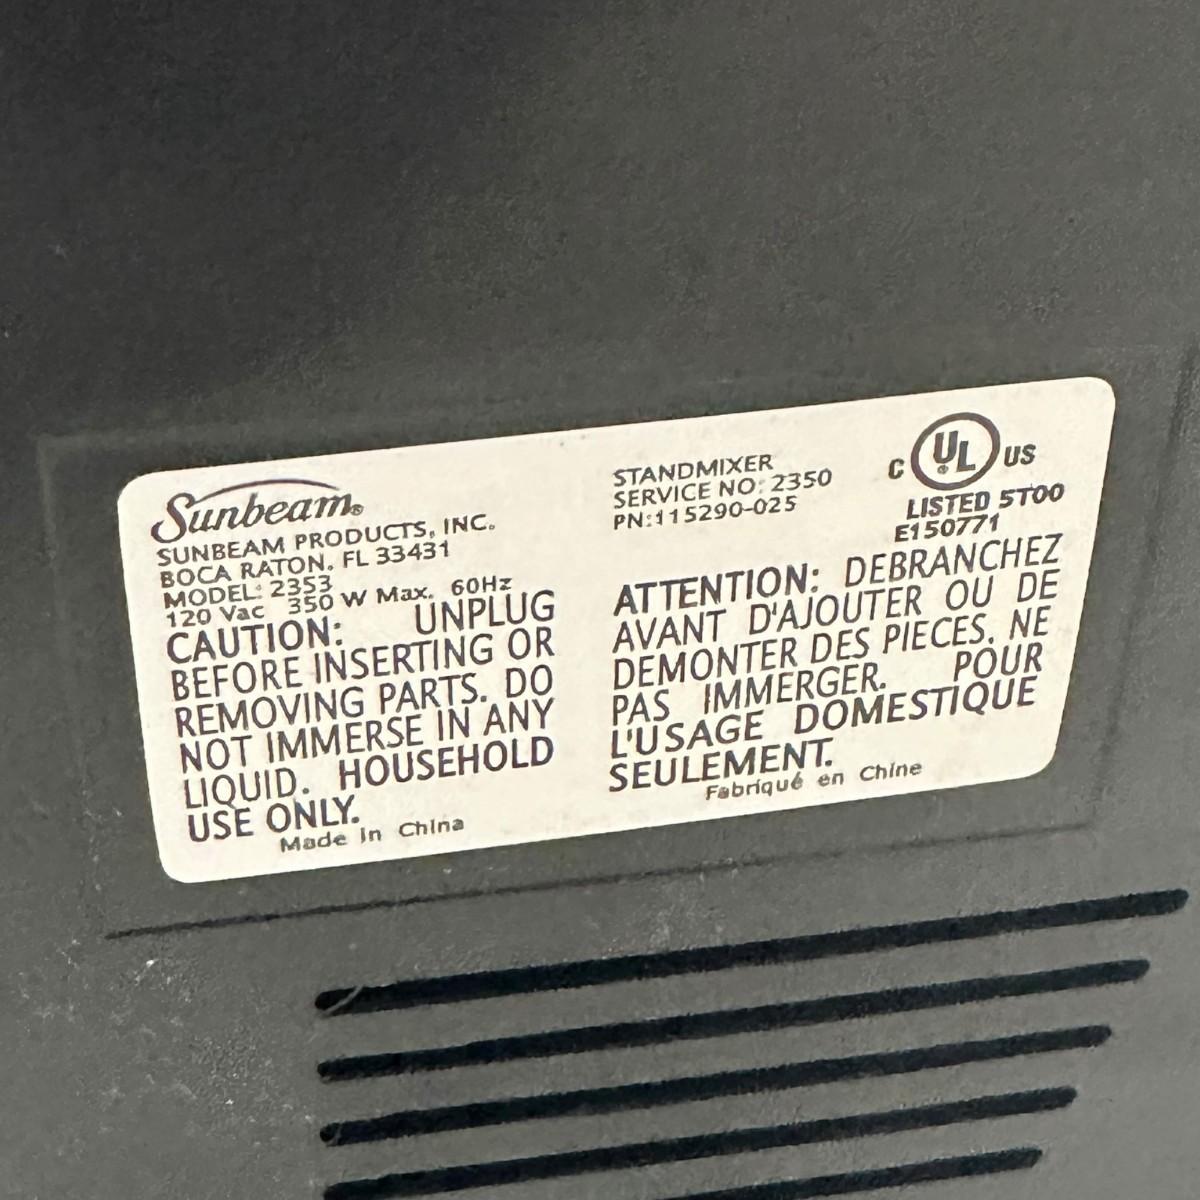 Sunbeam®
SUNBEAM PRODUCTS, INC.
BOCA RATON, FL 33431
MODEL: 2353
120 Vac 350 W Max. 60Hz
CAUTION: UNPLUG
BEFORE INSERTING OR
REMOVING PARTS. DO
NOT IMMERSE IN ANY
LIQUID. HOUSEHOLD
USE ONLY.
Made in China
STANDMIXER
SERVICE NO: 2350
PN:115290-025
C UL® US
LISTED 5T00
E150771
ATTENTION: DEBRANCHEZ
AVANT D'AJOUTER OU DE
DEMONTER DES PIECES. NE
PAS IMMERGER. POUR
L'USAGE DOMESTIQUE
SEULEMENT.
Fabriqué en Chine